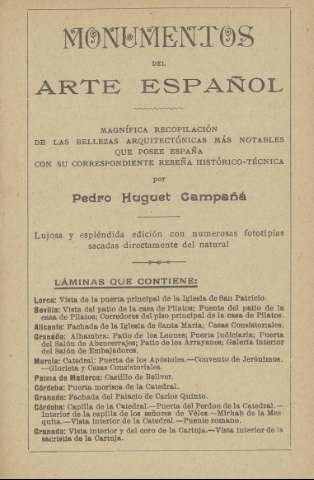 MONUMENTOS
DEL
ARTE ESPAÑOL
MAGNÍFICA RECOPILACIÓN
DE LAS BELLEZAS ARQUITECTÓNICAS MÁS NOTABLES
QUE POSEE ESPAÑA
CON SU CORRESPONDIENTE RESEÑA HISTÓRICO-TÉCNICA
por
Pedro Huguet Campañá
Lujosa y espléndida edición con numerosas fototipias
sacadas directamente del natural
LÁMINAS QUE CONTIENE:
Lorca: Vista de la puerta principal de la Iglesia de San Patricio.
Sevilla: Vista del patio de la casa de Pilatos; Fuente del patio de
la casa de Pilatos; Corredores del piso principal de la casa de Pilatos.
Alicante: Fachada de la Iglesia de Santa María; Casas Consistoriales.
Granada: Alhambra: Patio de los Leones; Puerta judiciaria; Puerta
del Salón de Abencerrajes; Patio de los Arrayanes; Galería interior
del Salón de Embajadores.
Murcia: Catedral; Puerta de los Apóstoles.—Convento de Jerónimos.
—Glorieta y Casas Consistoriales.
Palma de Mallorca: Castillo de Bellver.
Córdoba: Puerta morisca de la Catedral.
Granada: Fachada del Palacio de Carlos Quinto.
Córdoba: Capilla de la Catedral.—Puerta del Perdon de la Catedral.—
Interior de la capilla de los señores de Vélez.—Mirhab de la Mez-
quita.—Vista interior de la Catedral.—Puente romano.
Granada: Vista interior y del coro de la Cartuja.—Vista interior de la
sacristía de la Cartuja.